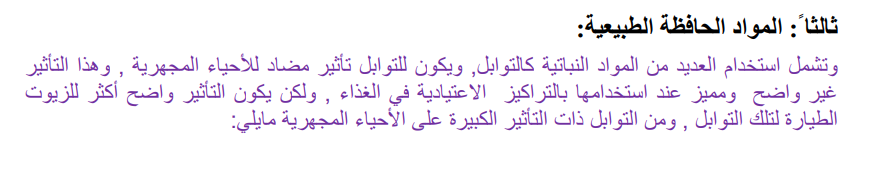 ثالثا ً: المواد الحافظة الطبيعية:
وتشمل استخدام العديد من المواد النباتية كالتوابل, ويكون للتوابل تأثير مضاد للأحياء المجهرية , وهذا التأثير
غير واضح ومميز عند استخدامها بالتراكيز الاعتيادية في الغذاء , ولكن يكون التأثير واضح أكثر للزيوت
الطيارة لتلك التوابل , ومن التوابل ذات التأثير الكبيرة على الأحياء المجهرية مايلي: